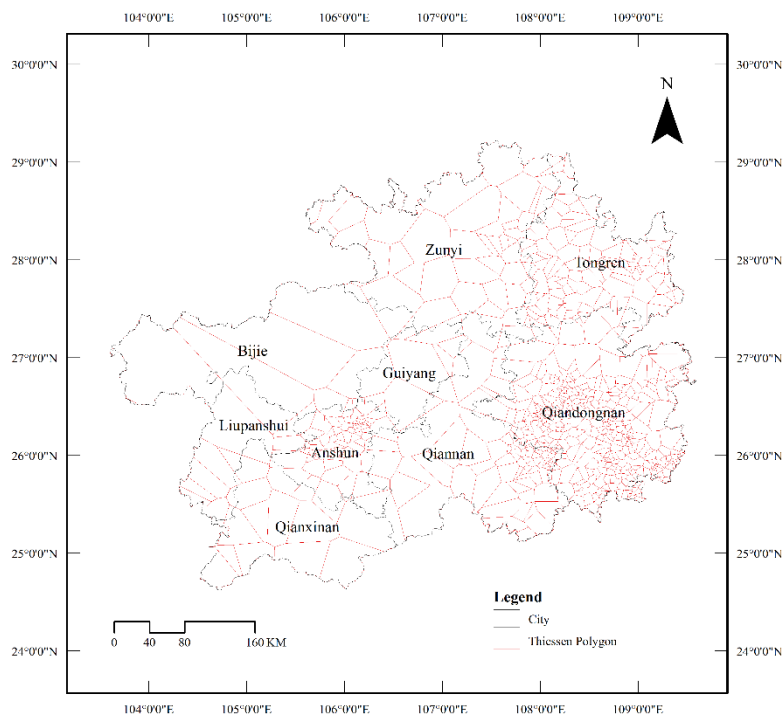 104°0'0"E 105°0'0"E 106°0'0"E 107°0'0"E 108°0'0"E 109°0'0"E
30°0'0"N 30°0'0"N
N
29°0'0"N 29°0'0"N
Zunyi
28°0'0"N Tongren 28°0'0"N
Bijie
27°0'0"N 27°0'0"N
Guiyang
Qiandongnan
Liupanshui
26°0'0"N Anshun Qiannan 26°0'0"N
Qianxinan
25°0'0"N 25°0'0"N
Legend
City
0 40 80 160 KM Thiessen Polygon
24°0'0"N 24°0'0"N
104°0'0"E 105°0'0"E 106°0'0"E 107°0'0"E 108°0'0"E 109°0'0"E